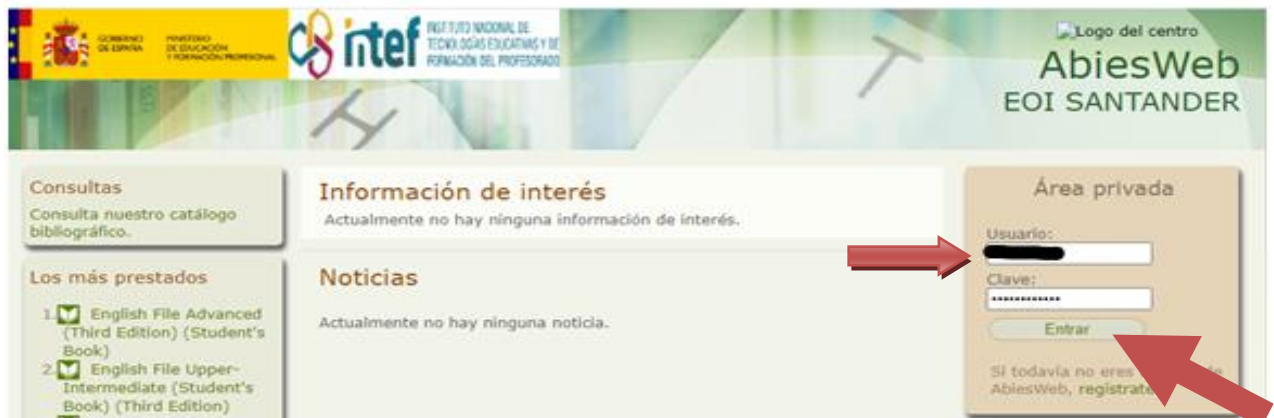 GOBIERNO
DE ESPAÑA
MINISTERIO
DE EDUCACIÓN
Y FORMACIÓN PROFESIONAL
intef
INSTITUTO NACIONAL DE
TECNOLOGÍAS EDUCATIVAS Y DE
FORMACIÓN DEL PROFESORADO
Logo del centro
AbiesWeb
EOI SANTANDER
Consultas
Consulta nuestro catálogo
bibliográfico.
Los más prestados
1. English File Advanced
(Third Edition) (Student's
Book)
2. English File Upper-
Intermediate (Student's
Book) (Third Edition)
Información de interés
Actualmente no hay ninguna información de interés.
Noticias
Actualmente no hay ninguna noticia.
Área privada
Usuario:
Clave:
Entrar
Si todavía no eres de
AbiesWeb, regístrate